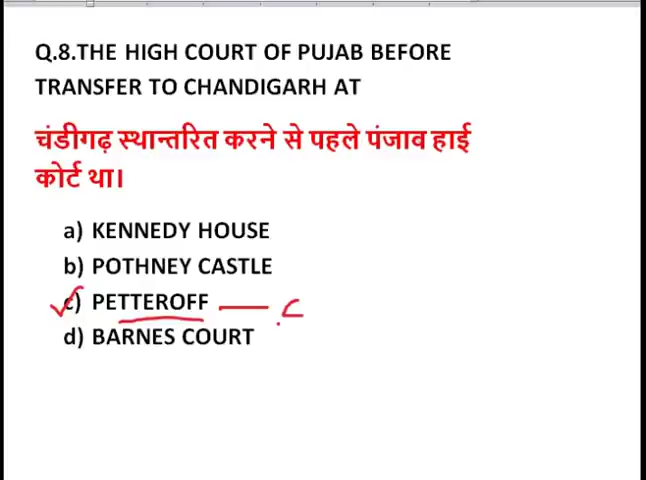 Q.8.THE HIGH COURT OF PUJAB BEFORE
TRANSFER TO CHANDIGARH AT
चंडीगढ़ स्थान्तरित करने से पहले पंजाव हाई
कोर्ट था।
a) KENNEDY HOUSE
b) POTHNEY CASTLE
c) PETTEROFF
d) BARNES COURT